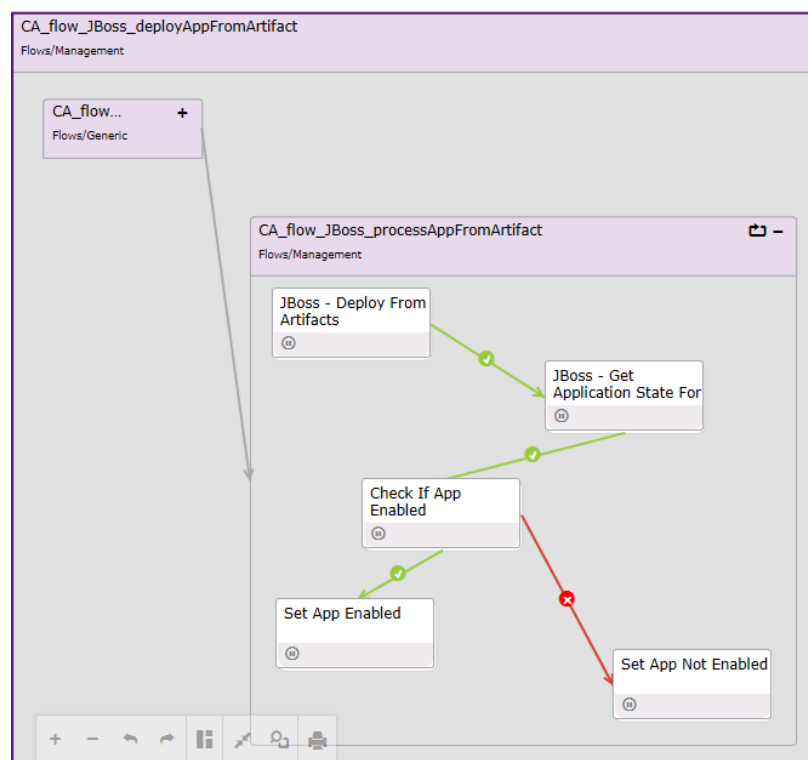 CA_flow_JBoss_deployAppFromArtifact
Flows/Management
CA_flow...
Flows/Generic
CA_flow_JBoss_processAppFromArtifact
Flows/Management
JBoss - Deploy From
Artifacts
JBoss - Get
Application State For
Check If App
Enabled
Set App Enabled
Set App Not Enabled